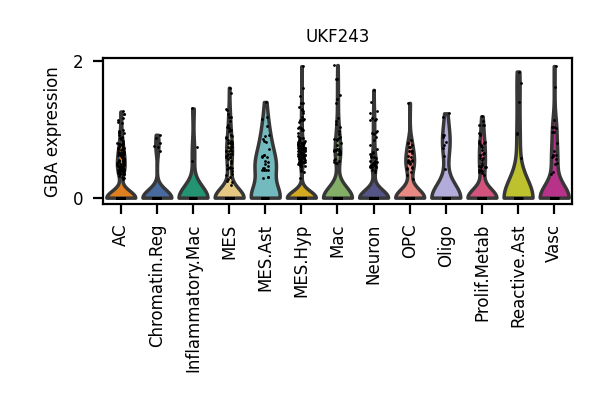 UKF243
GBA expression
2
0
AC
Chromatin.Reg
Inflammatory.Mac
MES
MES.Ast
MES.Hyp
Mac
Neuron
OPC
Oligo
Prolif.Metab
Reactive.Ast
Vasc